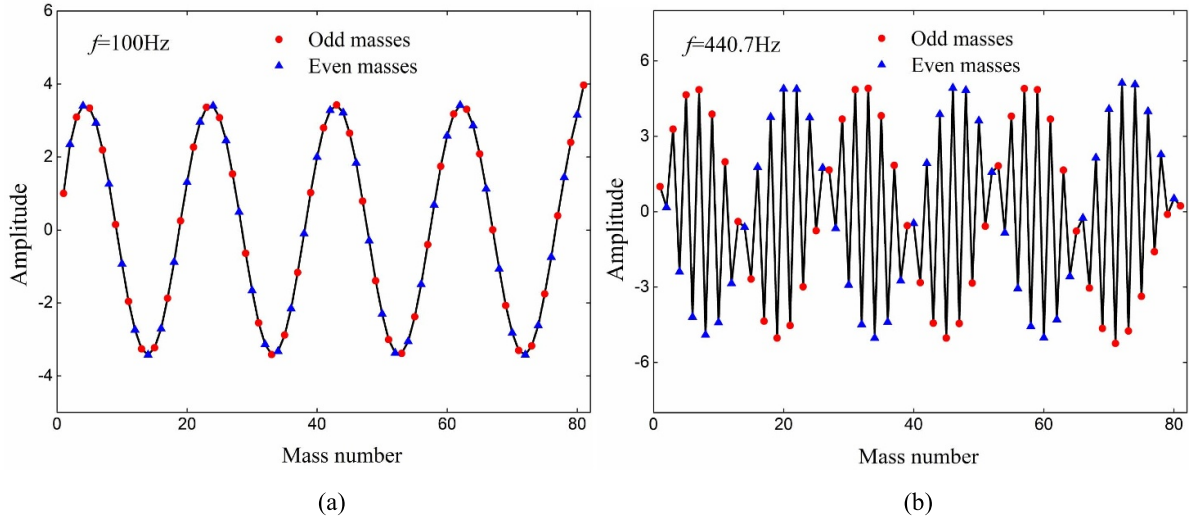 f=100Hz
Odd masses
Even masses
6
4
2
0
-2
-4
0
20
40
60
80
Amplitude
Mass number
(a)
f=440.7Hz
Odd masses
Even masses
6
3
0
-3
-6
0
20
40
60
80
Amplitude
Mass number
(b)